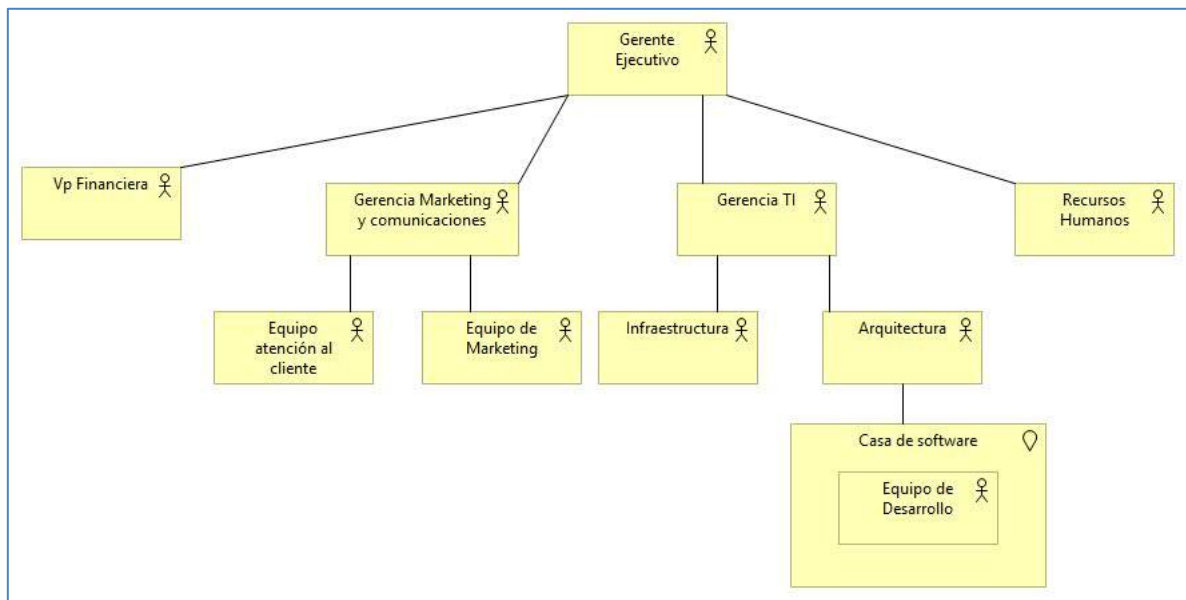 Gerente
Ejecutivo
Vp Financiera
Gerencia Marketing
y comunicaciones
Gerencia TI
Recursos
Humanos
Equipo
atención al
cliente
Equipo de
Marketing
Infraestructura
Arquitectura
Casa de software
Equipo de
Desarrollo